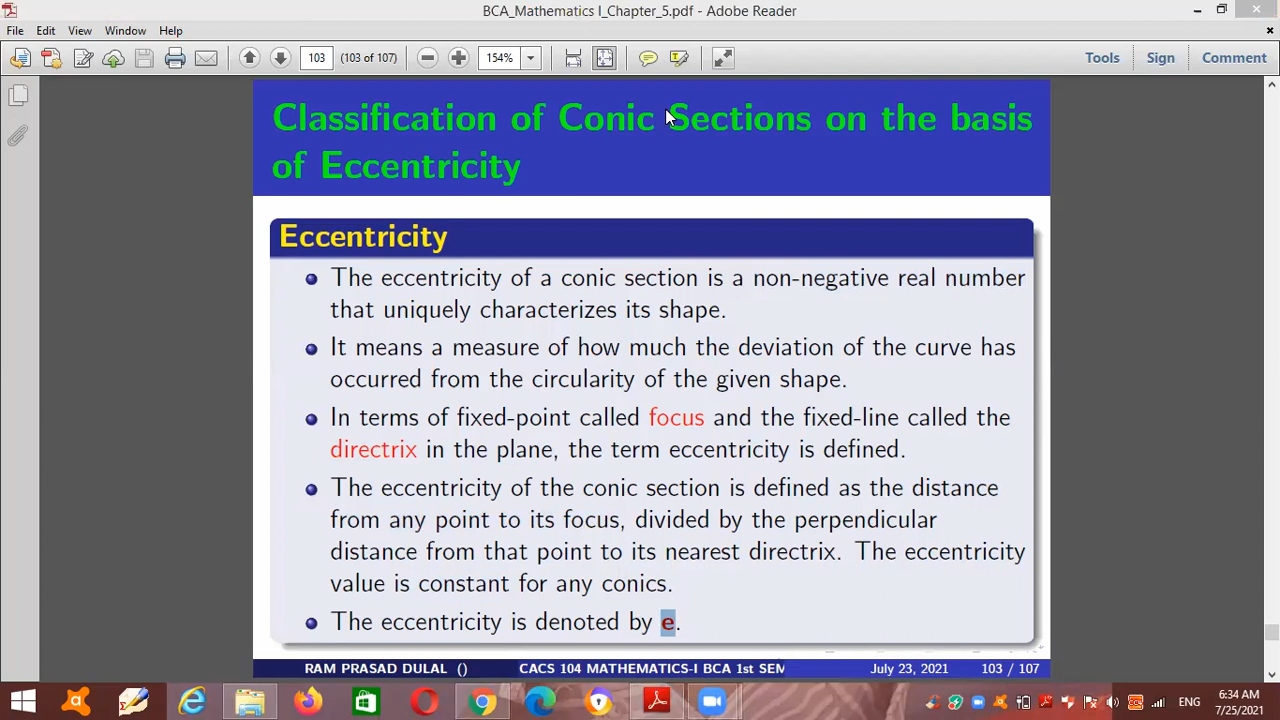 BCA_Mathematics I_Chapter_5.pdf - Adobe Reader
File Edit View Window Help
103 (103 of 107) 154% Tools Sign Comment
Classification of Conic Sections on the basis
of Eccentricity
Eccentricity
The eccentricity of a conic section is a non-negative real number
that uniquely characterizes its shape.
It means a measure of how much the deviation of the curve has
occurred from the circularity of the given shape.
In terms of fixed-point called focus and the fixed-line called the
directrix in the plane, the term eccentricity is defined.
The eccentricity of the conic section is defined as the distance
from any point to its focus, divided by the perpendicular
distance from that point to its nearest directrix. The eccentricity
value is constant for any conics.
The eccentricity is denoted by e.
RAM PRASAD DULAL () CACS 104 MATHEMATICS-I BCA 1st SEM July 23, 2021 103 / 107
ENG 6:34 AM
7/25/2021